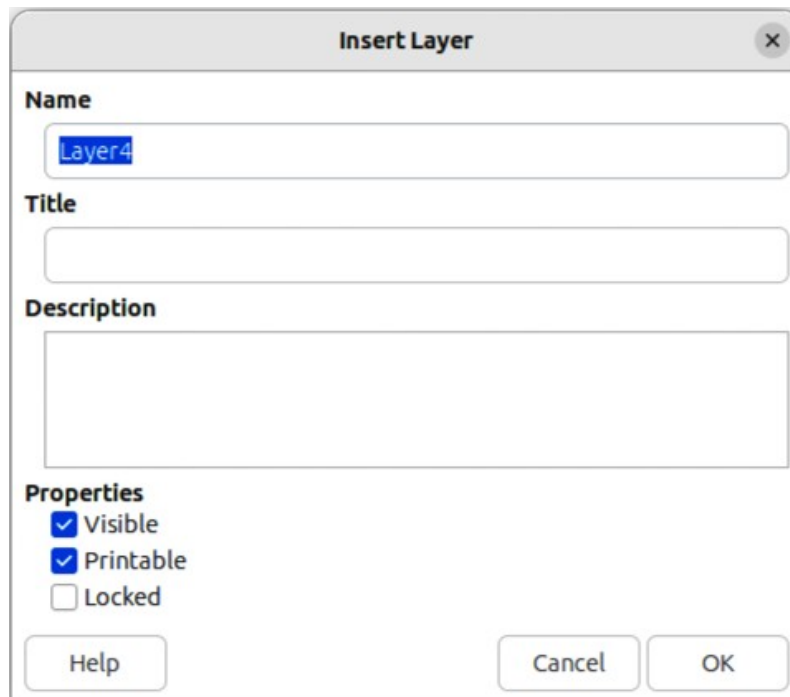 Insert Layer
Name
Layer4
Title
Description
Properties
Visible
Printable
Locked
Help Cancel OK